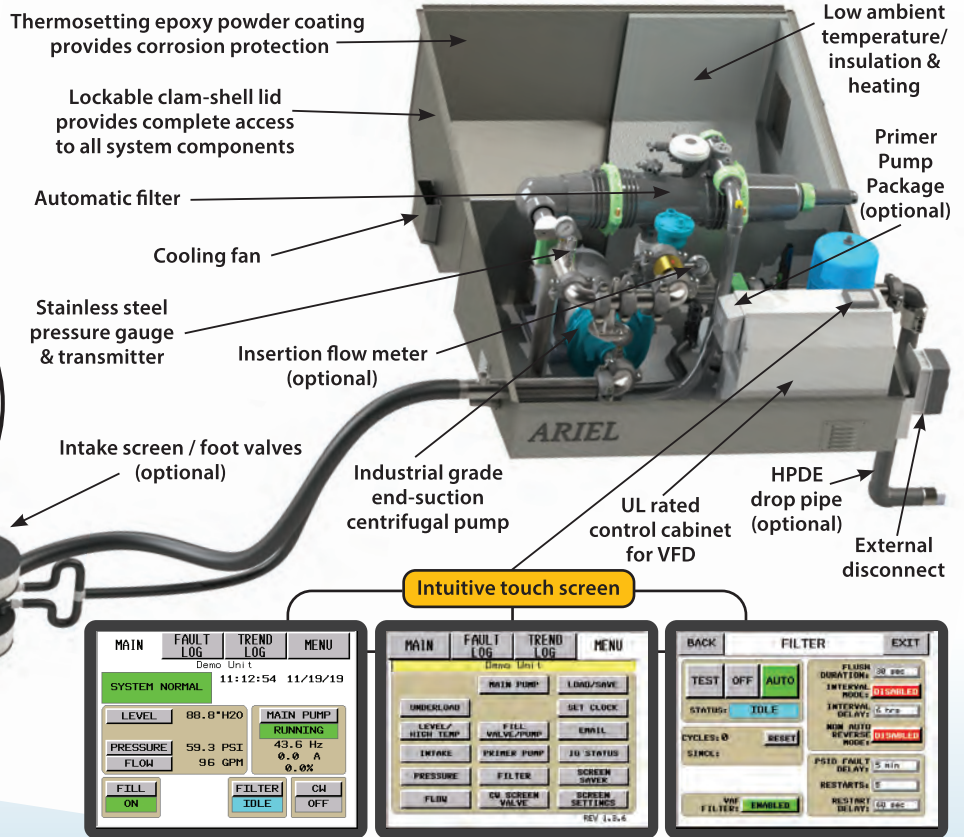 Thermosetting epoxy powder coating
provides corrosion protection
Low ambient
temperature/
insulation &
heating
Lockable clam-shell lid
provides complete access
to all system components
Primer
Pump
Package
(optional)
Automatic filter
Cooling fan
Stainless steel
pressure gauge
& transmitter
Insertion flow meter
(optional)
ARIEL
Intake screen / foot valves
(optional)
Industrial grade
end-suction
centrifugal pump
UL rated
control cabinet
for VFD
HPDE
drop pipe
(optional)
External
disconnect
Intuitive touch screen
MAIN FAULT LOG TREND LOG MENU
Demo Unit
SYSTEM NORMAL 11:12:54 11/19/19
LEVEL 88.8"H2O MAIN PUMP
RUNNING
PRESSURE 59.3 PSI 43.6 Hz
0.0 A
FLOW 96 GPM 0.0%
FILL FILTER CW
ON IDLE OFF
MAIN FAULT LOG TREND LOG MENU
Demo Unit
MAIN PUMP LOAD/SAVE
UNDERLOAD SET CLOCK
LEVEL/ HIGH TEMP FILL VALVE/PUMP EMAIL
INTAKE PRIMER PUMP IO STATUS
PRESSURE FILTER SCREEN SAVER
FLOW CW SCREEN VALVE SCREEN SETTINGS
REV 1.3.6
BACK FILTER EXIT
TEST OFF AUTO
STATUS: IDLE
CYCLES: 0 RESET
SINCE:
VAF FILTER: ENABLED
FLUSH DURATION: 30 sec
INTERVAL MODE: DISABLED
INTERVAL DELAY: 6 hrs
NON AUTO REVERSE MODE: DISABLED
PSID FAULT DELAY: 5 min
RESTARTS: 5
RESTART DELAY: 60 sec